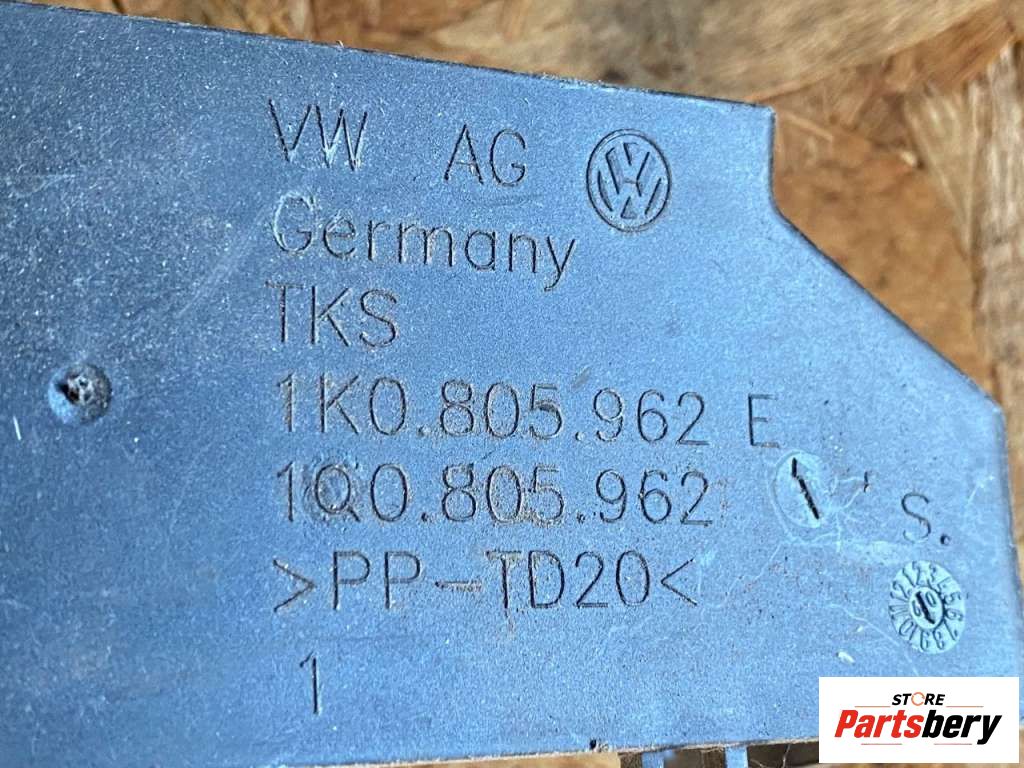 VW AG
Germany
TKS
1K0.805.962 E
1Q0.805.962
S.
>PP-TD20<
1
STORE
Partsbery